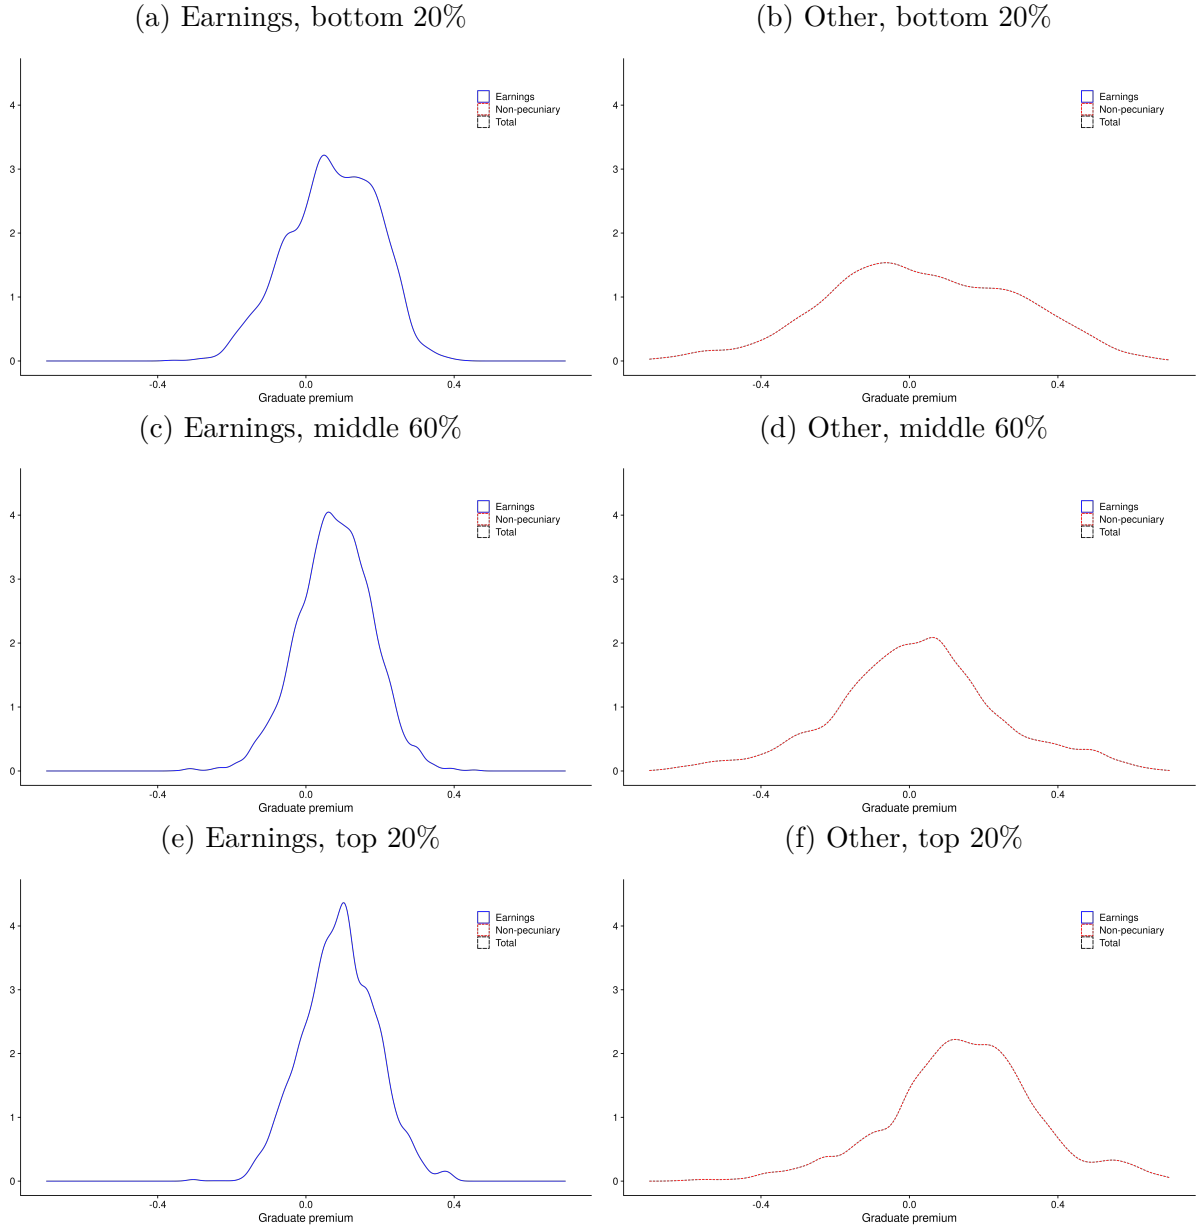 (a) Earnings, bottom 20%
4
3
2
1
0
-0.4 0.0 0.4
Graduate premium
Earnings
Non-pecuniary
Total
(b) Other, bottom 20%
4
3
2
1
0
-0.4 0.0 0.4
Graduate premium
Earnings
Non-pecuniary
Total
(c) Earnings, middle 60%
4
3
2
1
0
-0.4 0.0 0.4
Graduate premium
Earnings
Non-pecuniary
Total
(d) Other, middle 60%
4
3
2
1
0
-0.4 0.0 0.4
Graduate premium
Earnings
Non-pecuniary
Total
(e) Earnings, top 20%
4
3
2
1
0
-0.4 0.0 0.4
Graduate premium
Earnings
Non-pecuniary
Total
(f) Other, top 20%
4
3
2
1
0
-0.4 0.0 0.4
Graduate premium
Earnings
Non-pecuniary
Total